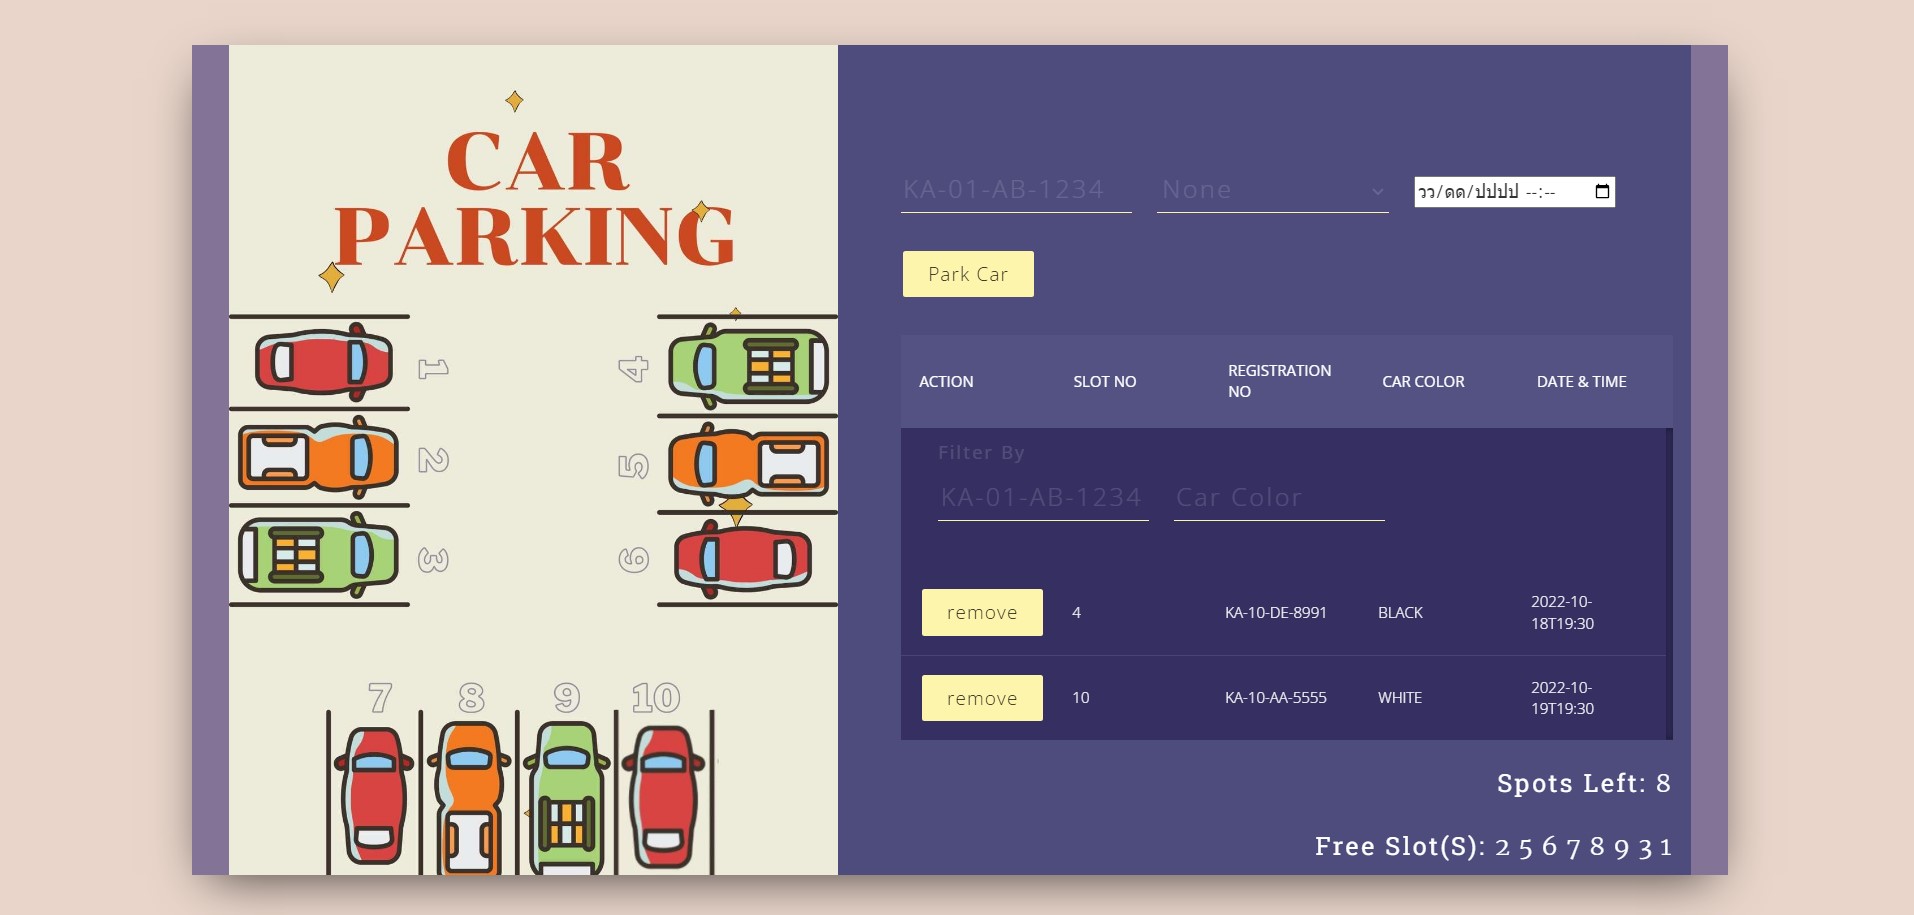 CAR
PARKING
1
2
3
4
5
6
7 8 9 10
KA-01-AB-1234 None วว/ดด/ปปปป --:--
Park Car
ACTION SLOT NO REGISTRATION NO CAR COLOR DATE & TIME
Filter By
KA-01-AB-1234 Car Color
remove 4 KA-10-DE-8991 BLACK 2022-10-18T19:30
remove 10 KA-10-AA-5555 WHITE 2022-10-19T19:30
Spots Left: 8
Free Slot(S): 2 5 6 7 8 9 3 1